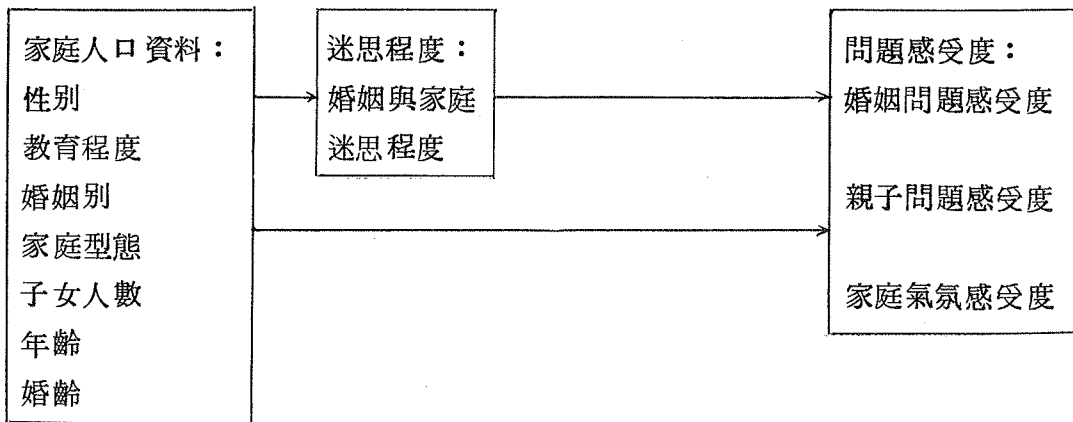 家庭人口資料：
性別
教育程度
婚姻別
家庭型態
子女人數
年齡
婚齡
迷思程度：
婚姻與家庭
迷思程度
問題感受度：
婚姻問題感受度
親子問題感受度
家庭氣氛感受度